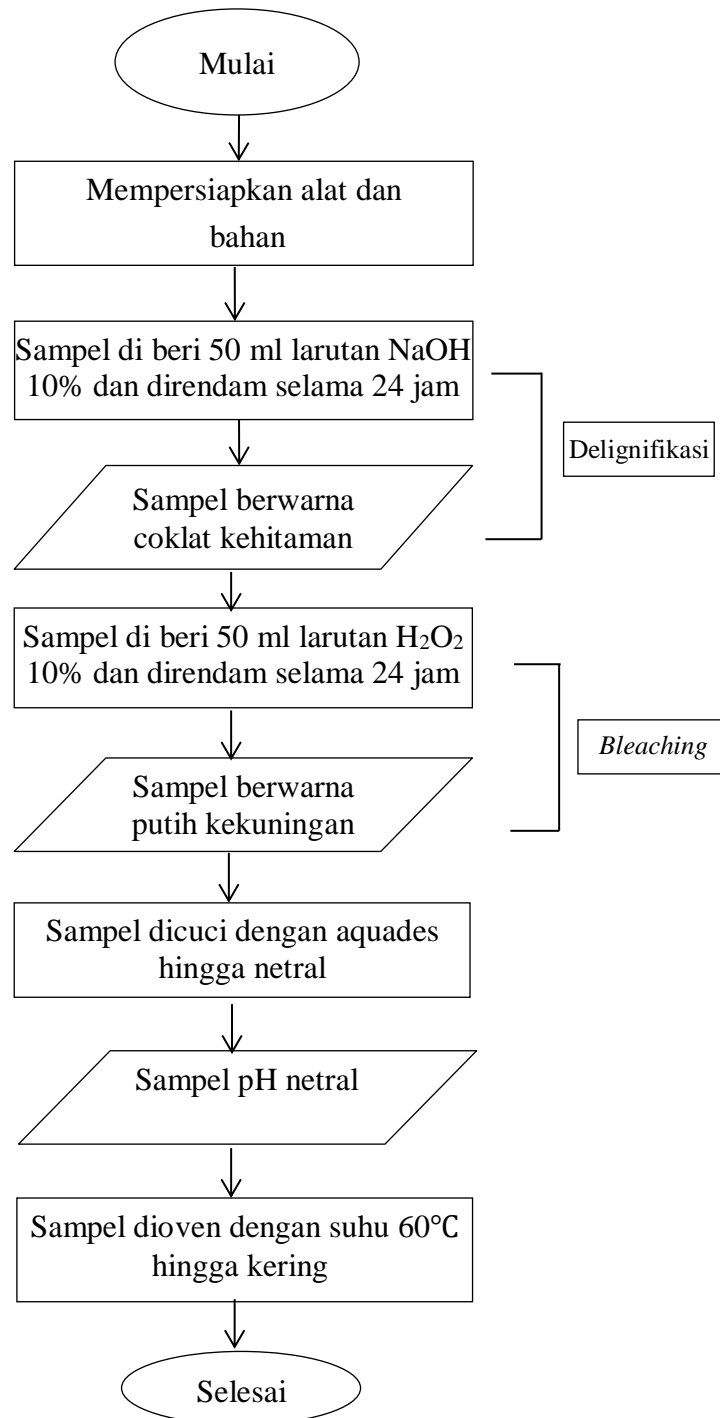 Mulai
Mempersiapkan alat dan
bahan
Sampel di beri 50 ml larutan NaOH
10% dan direndam selama 24 jam
Delignifikasi
Sampel berwarna
coklat kehitaman
Sampel di beri 50 ml larutan H₂O₂
10% dan direndam selama 24 jam
Bleaching
Sampel berwarna
putih kekuningan
Sampel dicuci dengan aquades
hingga netral
Sampel pH netral
Sampel dioven dengan suhu 60℃
hingga kering
Selesai